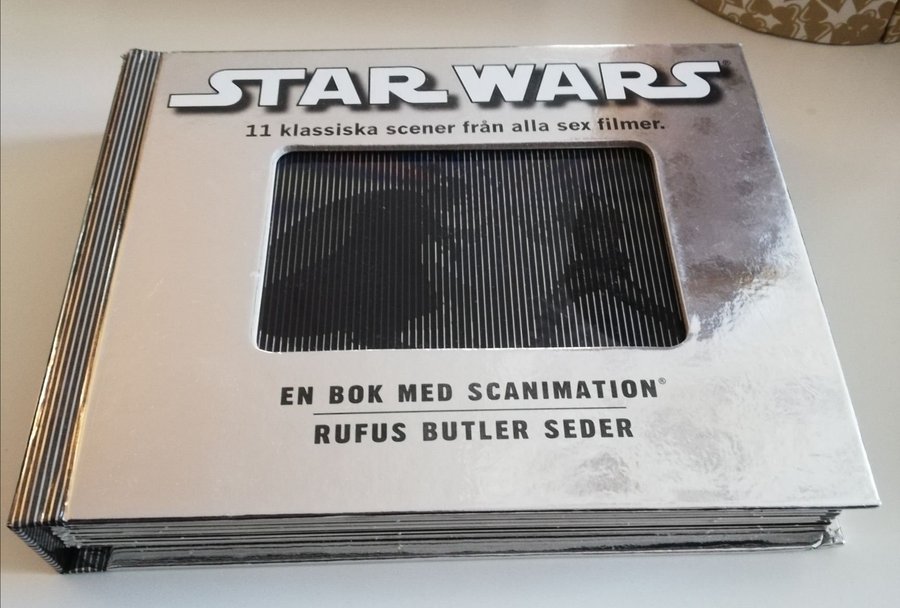 STAR WARS®
11 klassiska scener från alla sex filmer.
EN BOK MED SCANIMATION®
RUFUS BUTLER SEDER